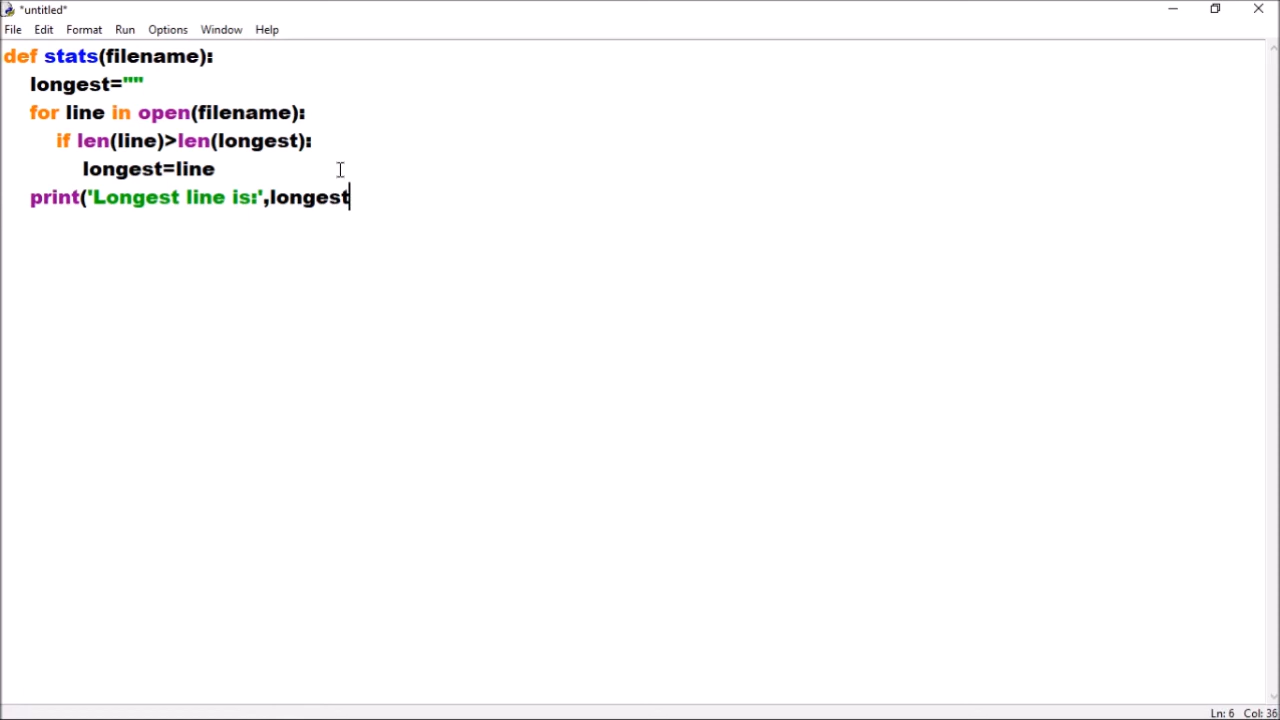 *untitled*
File Edit Format Run Options Window Help
def stats(filename):
    longest=""
    for line in open(filename):
        if len(line)>len(longest):
            longest=line
    print('Longest line is:',longest
Ln: 6 Col: 36